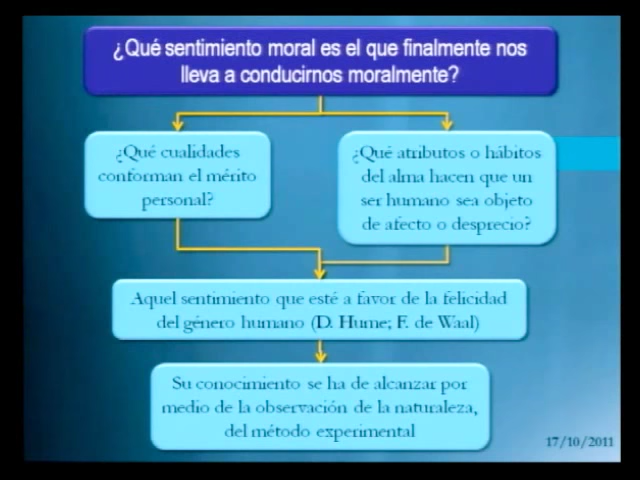 ¿Qué sentimiento moral es el que finalmente nos
lleva a conducirnos moralmente?
¿Qué cualidades
conforman el mérito
personal?
¿Qué atributos o hábitos
del alma hacen que un
ser humano sea objeto
de afecto o desprecio?
Aquel sentimiento que esté a favor de la felicidad
del género humano (D. Hume; F. de Waal)
Su conocimiento se ha de alcanzar por
medio de la observación de la naturaleza,
del método experimental
17/10/2011